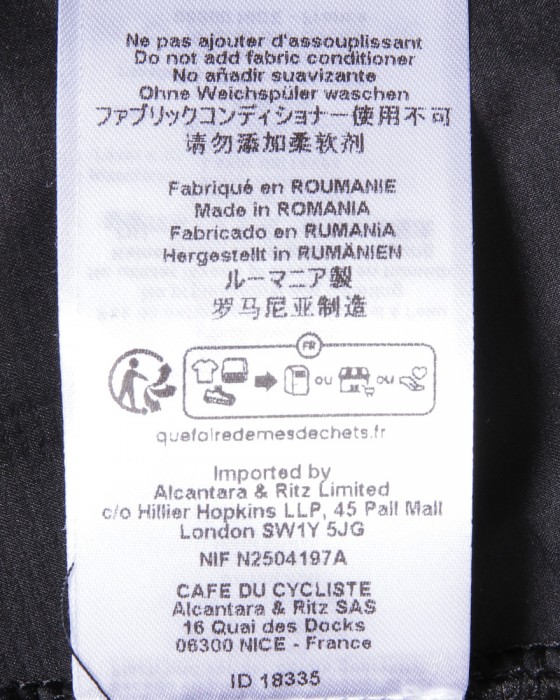 Ne pas ajouter d'assouplissant
Do not add fabric conditioner
No añadir suavizante
Ohne Weichspüler waschen
ファブリックコンディショナー使用不可
请勿添加柔软剂
Fabriqué en ROUMANIE
Made in ROMANIA
Fabricado en RUMANiA
Hergestellt in RUMÄNIEN
ルーマニア製
罗马尼亚制造
FR
OU OU
quefairedemesdechets.fr
Imported by
Alcantara & Ritz Limited
c/o Hillier Hopkins LLP, 45 Pall Mall
London SW1Y 5JG
NIF N2504197A
CAFE DU CYCLISTE
Alcantara & Ritz SAS
16 Quai des Docks
06300 NICE - France
ID 18335